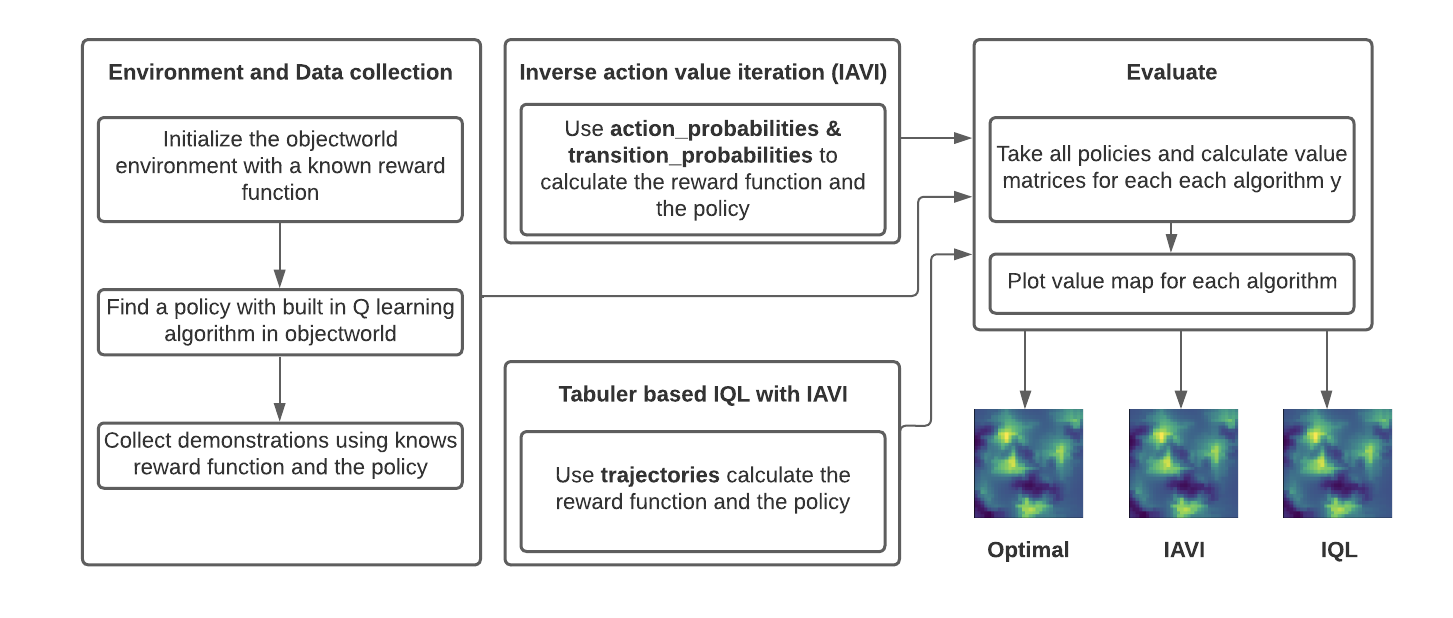 Environment and Data collection
Initialize the objectworld
environment with a known reward
function
Find a policy with built in Q learning
algorithm in objectworld
Collect demonstrations using knows
reward function and the policy
Inverse action value iteration (IAVI)
Use action_probabilities &
transition_probabilities to
calculate the reward function and
the policy
Tabuler based IQL with IAVI
Use trajectories calculate the
reward function and the policy
Evaluate
Take all policies and calculate value
matrices for each each algorithm y
Plot value map for each algorithm
Optimal
IAVI
IQL